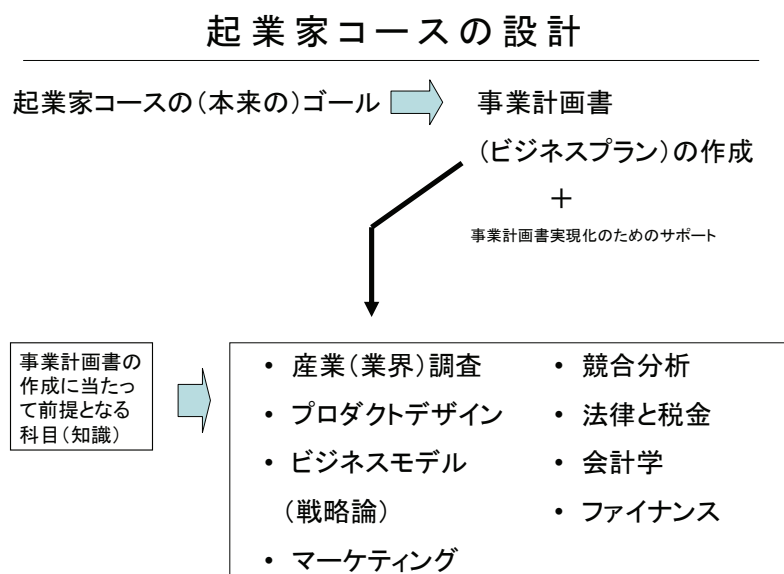 起業家コースの設計
起業家コースの(本来の)ゴール
事業計画書
(ビジネスプラン)の作成
+
事業計画書実現化のためのサポート
事業計画書の
作成に当たっ
て前提となる
科目(知識)
• 産業(業界)調査
• プロダクトデザイン
• ビジネスモデル
(戦略論)
• マーケティング
• 競合分析
• 法律と税金
• 会計学
• ファイナンス